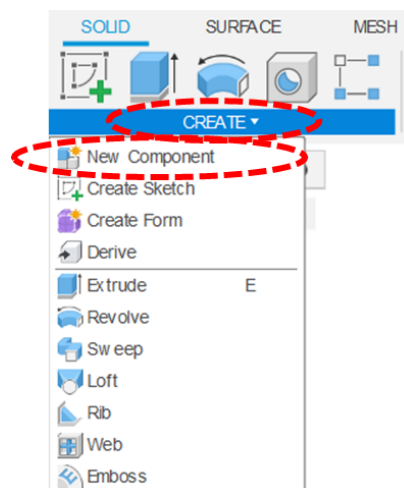 SOLID SURFACE MESH
CREATE ▾
New Component
Create Sketch
Create Form
Derive
Extrude E
Revolve
Sweep
Loft
Rib
Web
Emboss